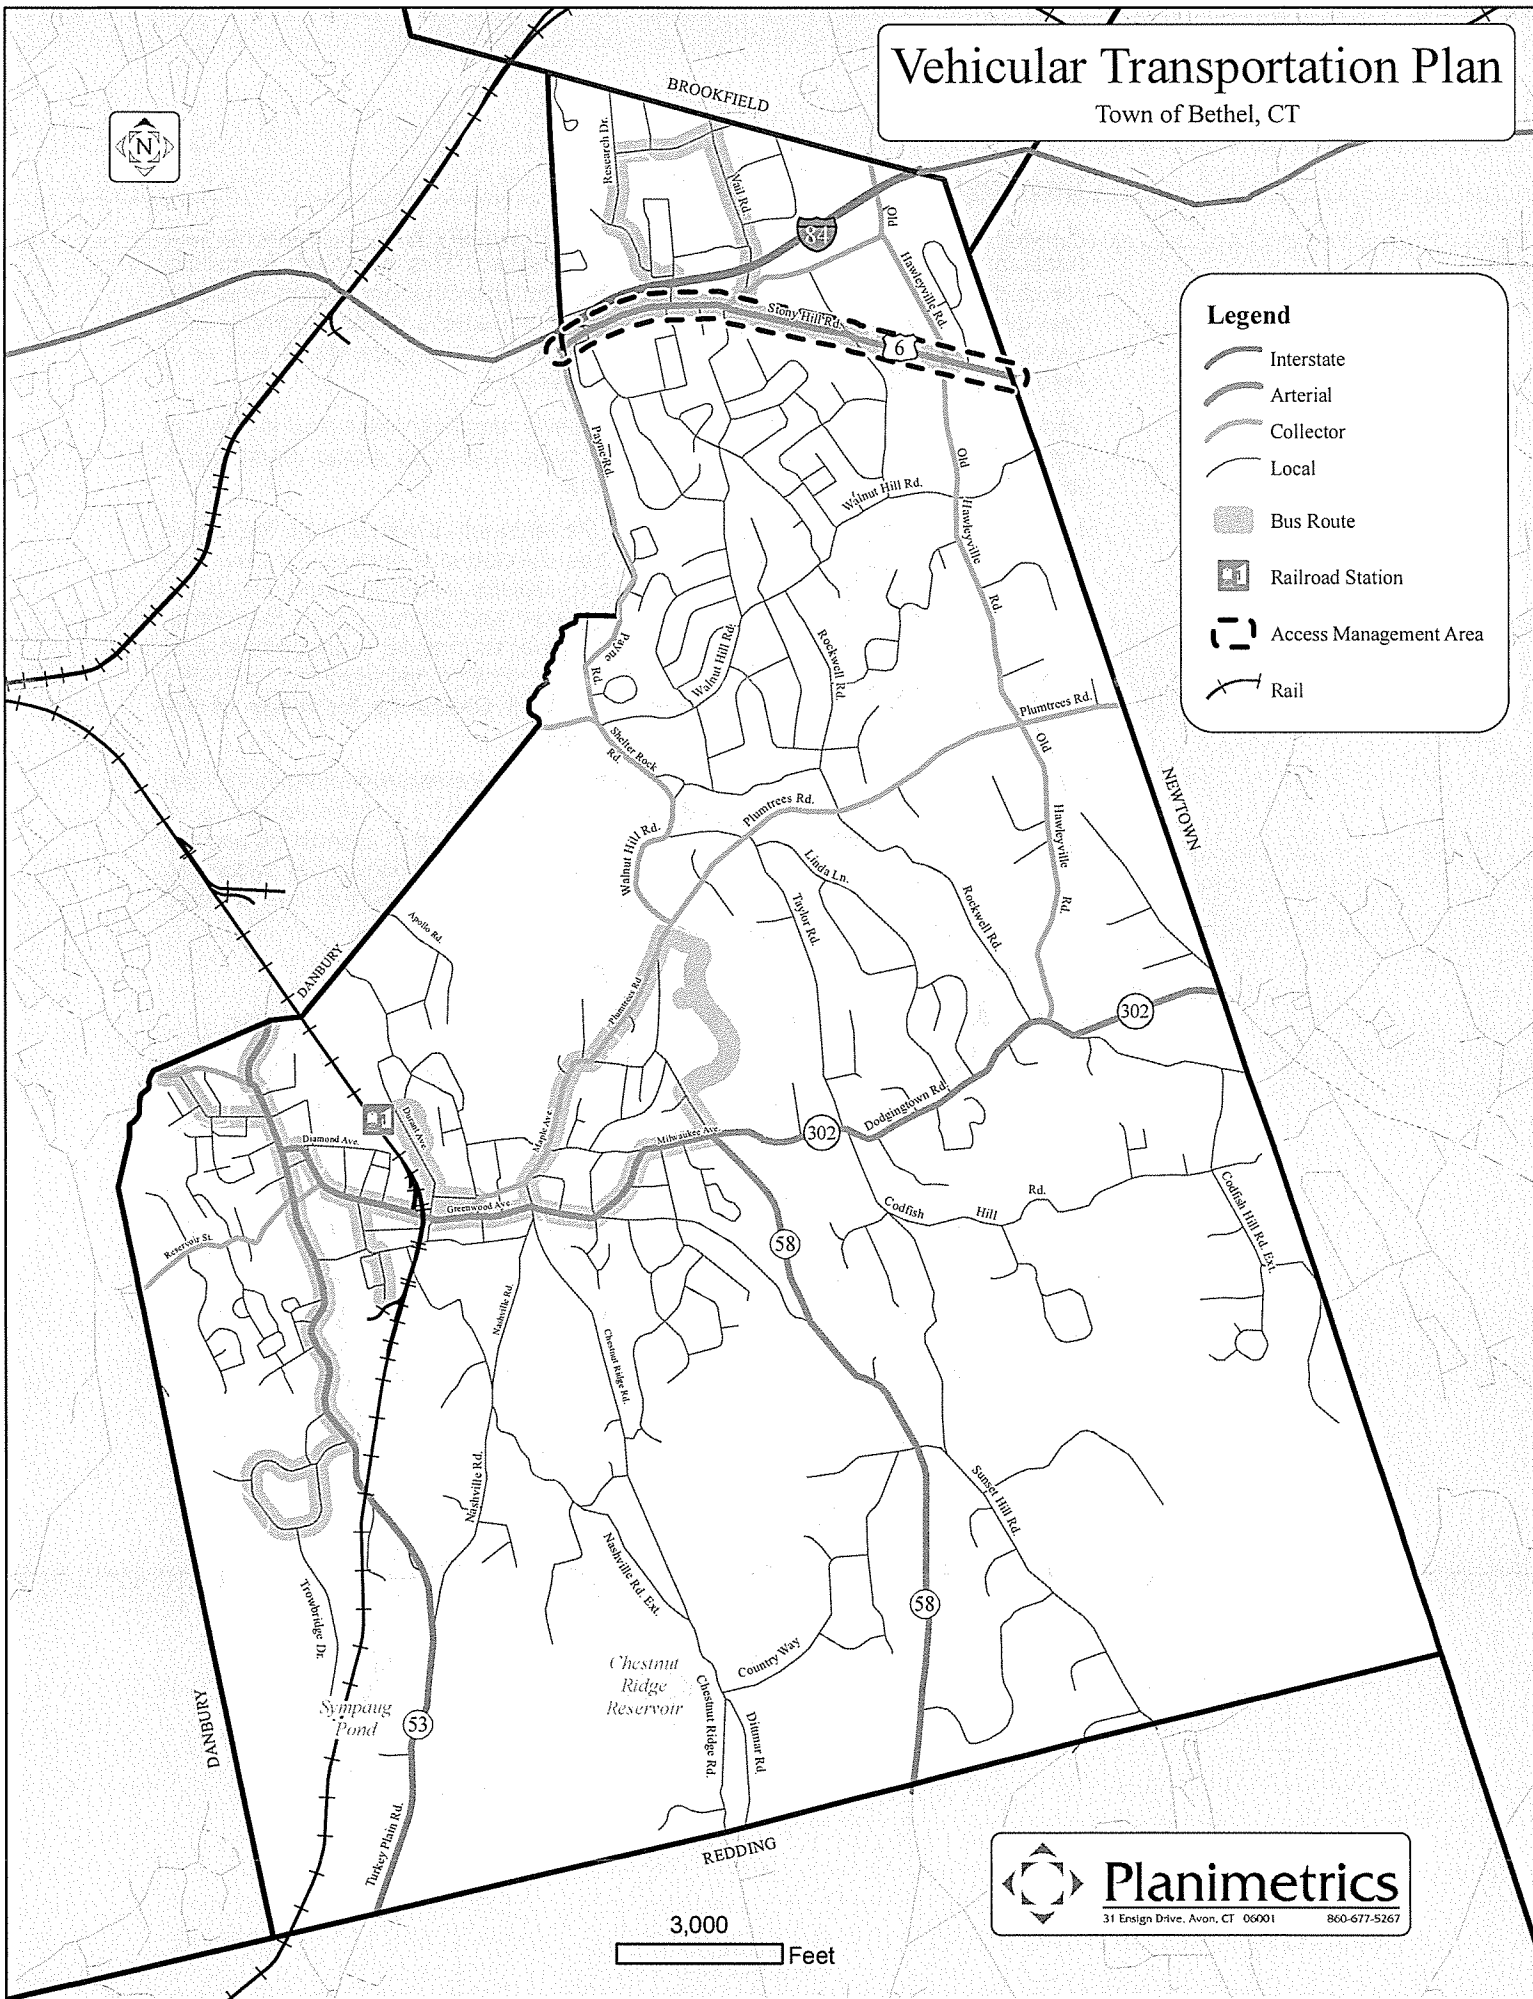 Vehicular Transportation Plan
Town of Bethel, CT
BROOKFIELD
N
Research Dr.
Vail Rd.
84
Old
Hawleyville Rd.
Stony Hill Rd.
6
Legend
Interstate
Arterial
Collector
Local
Bus Route
Railroad Station
Access Management Area
Rail
Payne Rd.
Old
Walnut Hill Rd.
Hawleyville
Rd.
Payne
Rd.
Walnut Hill Rd.
Rockwell Rd.
Plumtrees Rd.
Shelter Rock
Rd.
Old
NEWTOWN
Plumtrees Rd.
Walnut Hill Rd.
Hawleyville
Rd.
Linda Ln.
Taylor Rd.
Rockwell Rd.
Apollo Rd.
DANBURY
Plumtrees Rd
302
Durant Ave.
Maple Ave
Dodgingtown Rd.
Diamond Ave.
Milwaukee Ave.
302
Greenwood Ave.
Codfish
Hill
Rd.
Codfish Hill Rd. Ext.
Reservoir St.
58
Nashville Rd.
Chestnut Ridge Rd.
Nashville Rd.
Sunset Hill Rd.
Nashville Rd. Ext.
Trowbridge Dr.
58
Chestnut
Ridge
Reservoir
Country Way
Sympaug
Pond
53
DANBURY
Chestnut Ridge Rd.
Dittmar Rd
Turkey Plain Rd.
REDDING
3,000
Feet
Planimetrics
31 Ensign Drive, Avon, CT 06001 860-677-5267